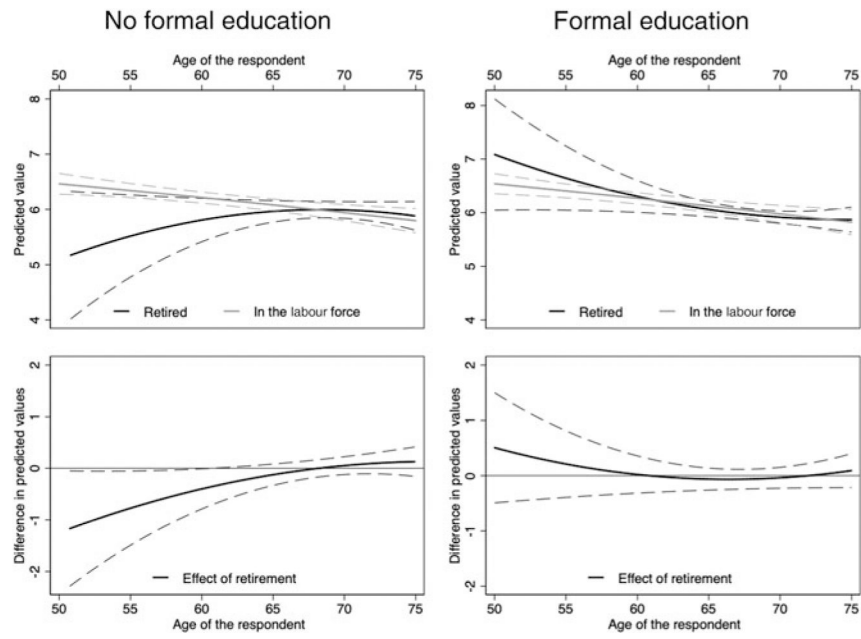 No formal education
Formal education
Age of the respondent
50 55 60 65 70 75
Predicted value
8
7
6
5
4
Retired In the labour force
Age of the respondent
50 55 60 65 70 75
Predicted value
8
7
6
5
4
Retired In the labour force
Difference in predicted values
2
1
0
-1
-2
Effect of retirement
50 55 60 65 70 75
Age of the respondent
Difference in predicted values
2
1
0
-1
-2
Effect of retirement
50 55 60 65 70 75
Age of the respondent